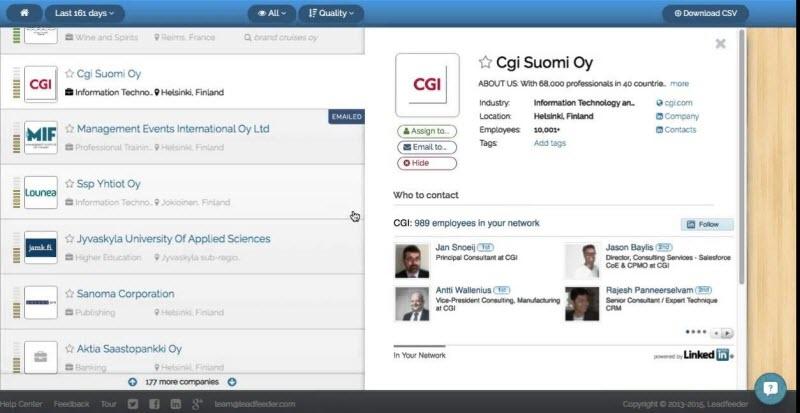 Last 161 days
All
Quality
Download CSV
Wine and Spirits Reims, France brand cruises oy
CGI
Cgi Suomi Oy
Information Techno.. Helsinki, Finland
EMAILED
MIF
Management Events International Oy Ltd
Professional Trainin.. Helsinki, Finland
Lounea
Ssp Yhtiot Oy
Information Techno.. Jokioinen, Finland
jamk.fi
Jyvaskyla University Of Applied Sciences
Higher Education Jyvaskyla sub-regio..
Sanoma Corporation
Publishing Helsinki, Finland
Aktia Saastopankki Oy
Banking Helsinki, Finland
177 more companies
CGI
Cgi Suomi Oy
ABOUT US: With 68,000 professionals in 40 countrie.. more
Industry: Information Technology an.. cgi.com
Location: Helsinki, Finland Company
Employees: 10,001+ Contacts
Tags: Add tags
Assign to...
Email to...
Hide
Who to contact
CGI: 989 employees in your network
in Follow
Jan Snoeij 1st
Principal Consultant at CGI
Jason Baylis 2nd
Director, Consulting Services - Salesforce
CoE & CPMO at CGI
Antti Wallenius 1st
Vice-President Consulting, Manufacturing
at CGI
Rajesh Panneerselvam 2nd
Senior Consultant / Expert Technique
CRM
In Your Network
powered by Linked in
Help Center Feedback Tour team@leadfeeder.com
Copyright © 2013-2015, Leadfeeder